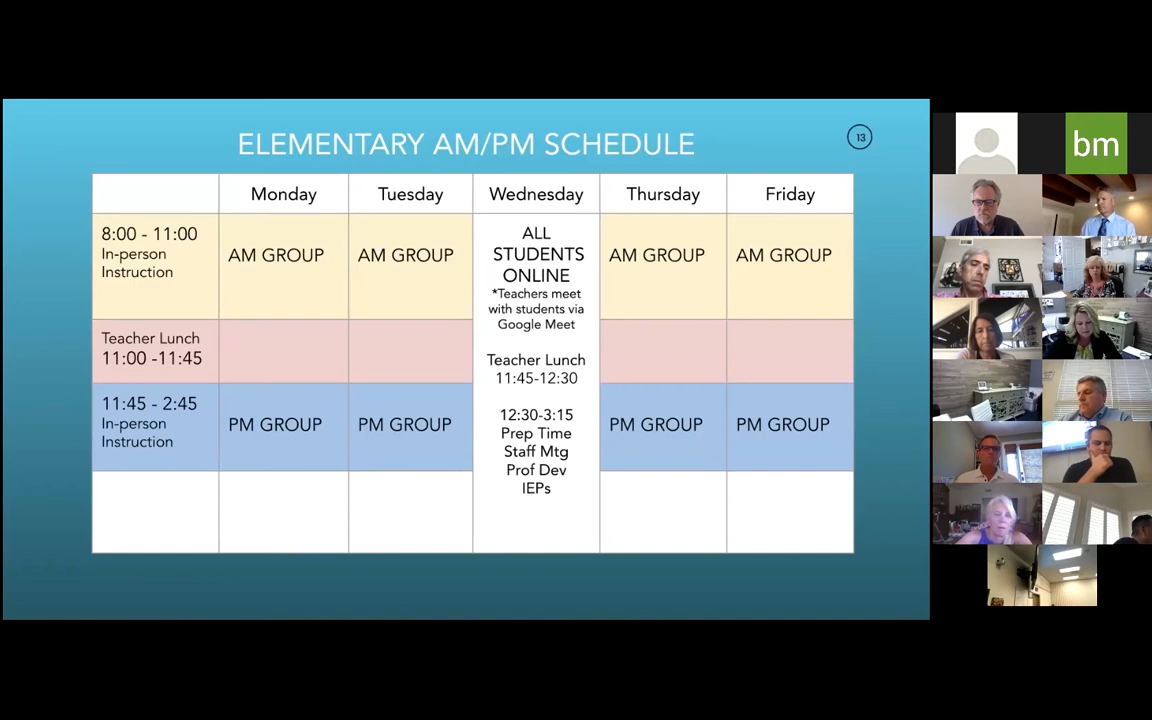 ELEMENTARY AM/PM SCHEDULE
13
Monday
Tuesday
Wednesday
Thursday
Friday
8:00 - 11:00
In-person
Instruction
AM GROUP
AM GROUP
ALL
STUDENTS
ONLINE
*Teachers meet
with students via
Google Meet
AM GROUP
AM GROUP
Teacher Lunch
11:00 -11:45
Teacher Lunch
11:45-12:30
11:45 - 2:45
In-person
Instruction
PM GROUP
PM GROUP
12:30-3:15
Prep Time
Staff Mtg
Prof Dev
IEPs
PM GROUP
PM GROUP
bm